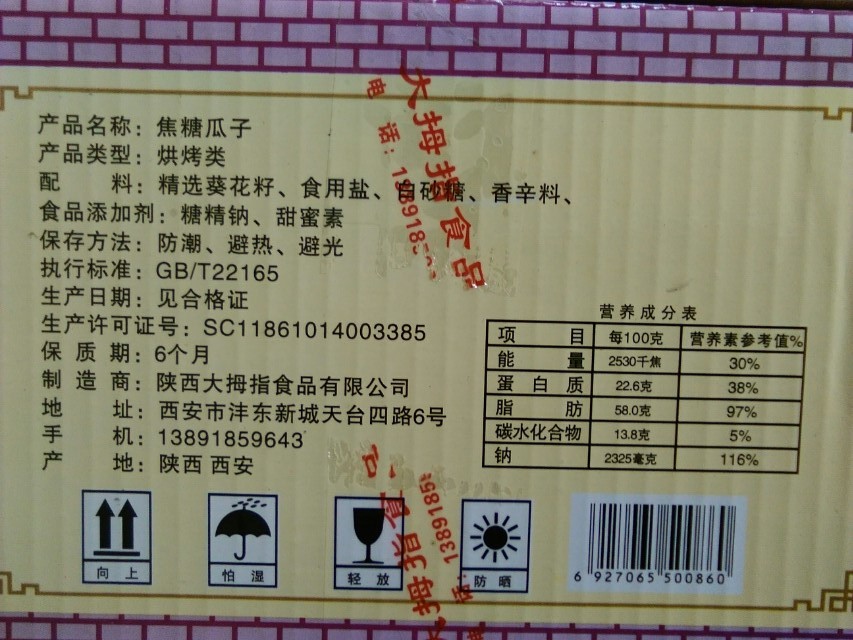 产品名称：焦糖瓜子
产品类型：烘烤类
配 料：精选葵花籽、食用盐、白砂糖、香辛料、
食品添加剂：糖精钠、甜蜜素
保存方法：防潮、避热、避光
执行标准：GB/T22165
生产日期：见合格证
生产许可证号：SC11861014003385
保 质 期：6个月
制 造 商：陕西大拇指食品有限公司
地 址：西安市沣东新城天台四路6号
手 机：13891859643
产 地：陕西 西安
营养成分表
项 目 每100克 营养素参考值%
能 量 2530千焦 30%
蛋 白 质 22.6克 38%
脂 肪 58.0克 97%
碳水化合物 13.8克 5%
钠 2325毫克 116%
向上
怕湿
轻放
防晒
6 927065 500860
大拇指食品
电话：